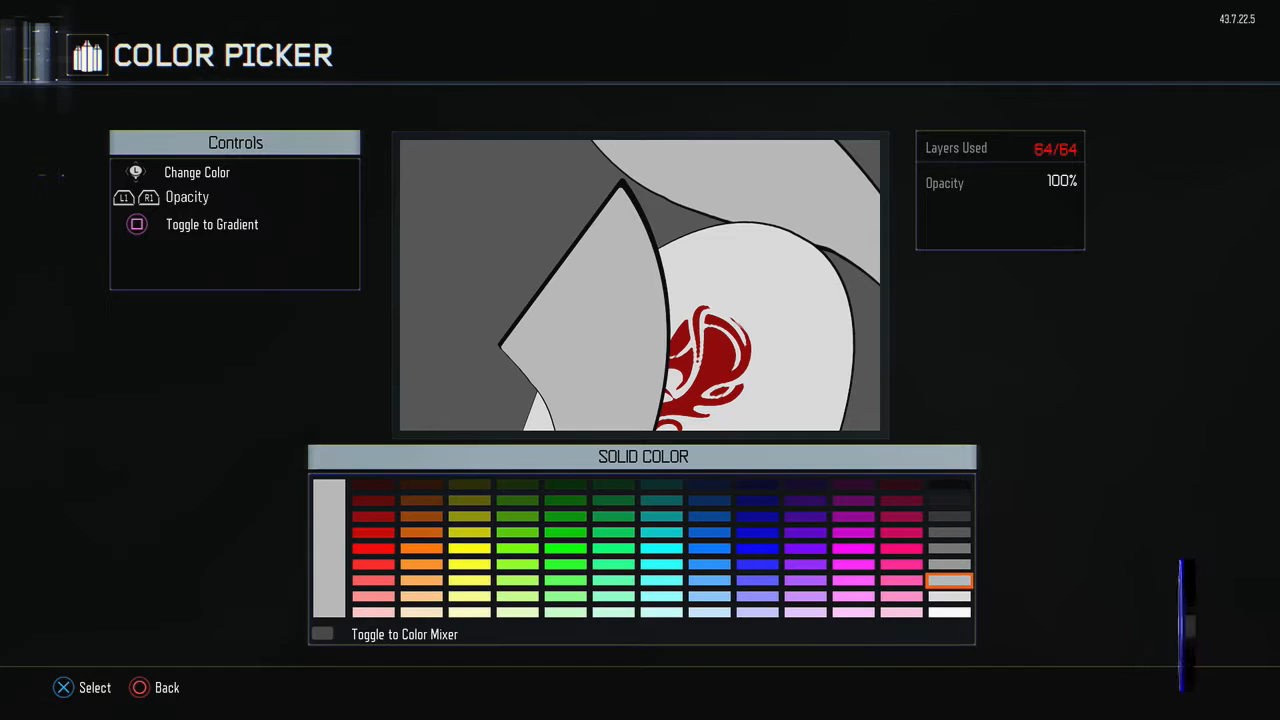 43.7.22.5
COLOR PICKER
Controls
L Change Color
L1 R1 Opacity
Toggle to Gradient
Layers Used 64/64
Opacity 100%
SOLID COLOR
Toggle to Color Mixer
Select Back